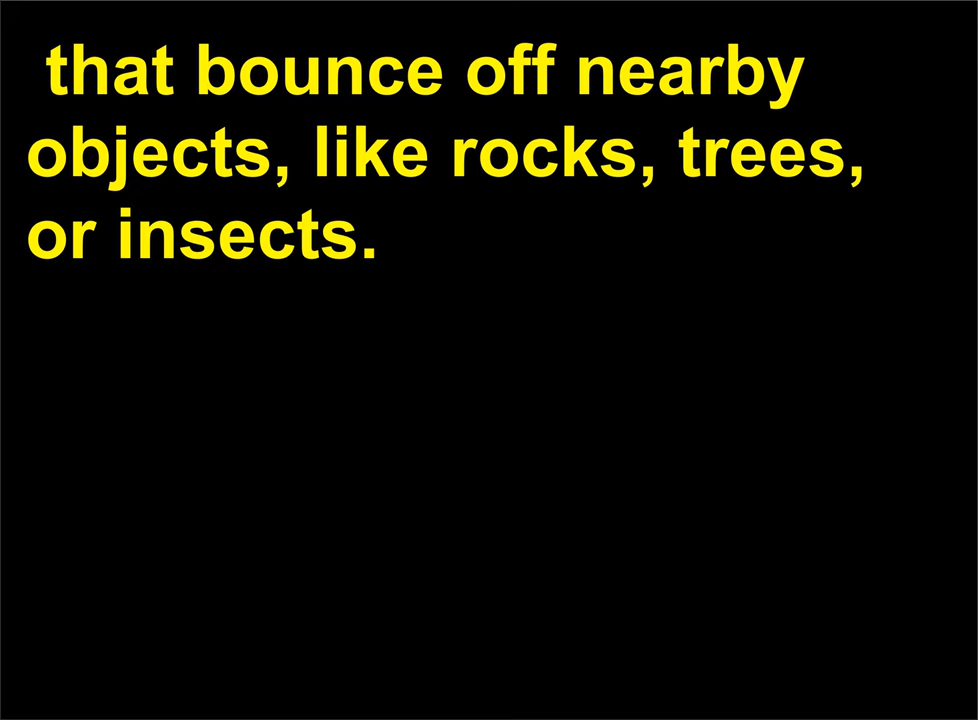 that bounce off nearby
objects, like rocks, trees,
or insects.